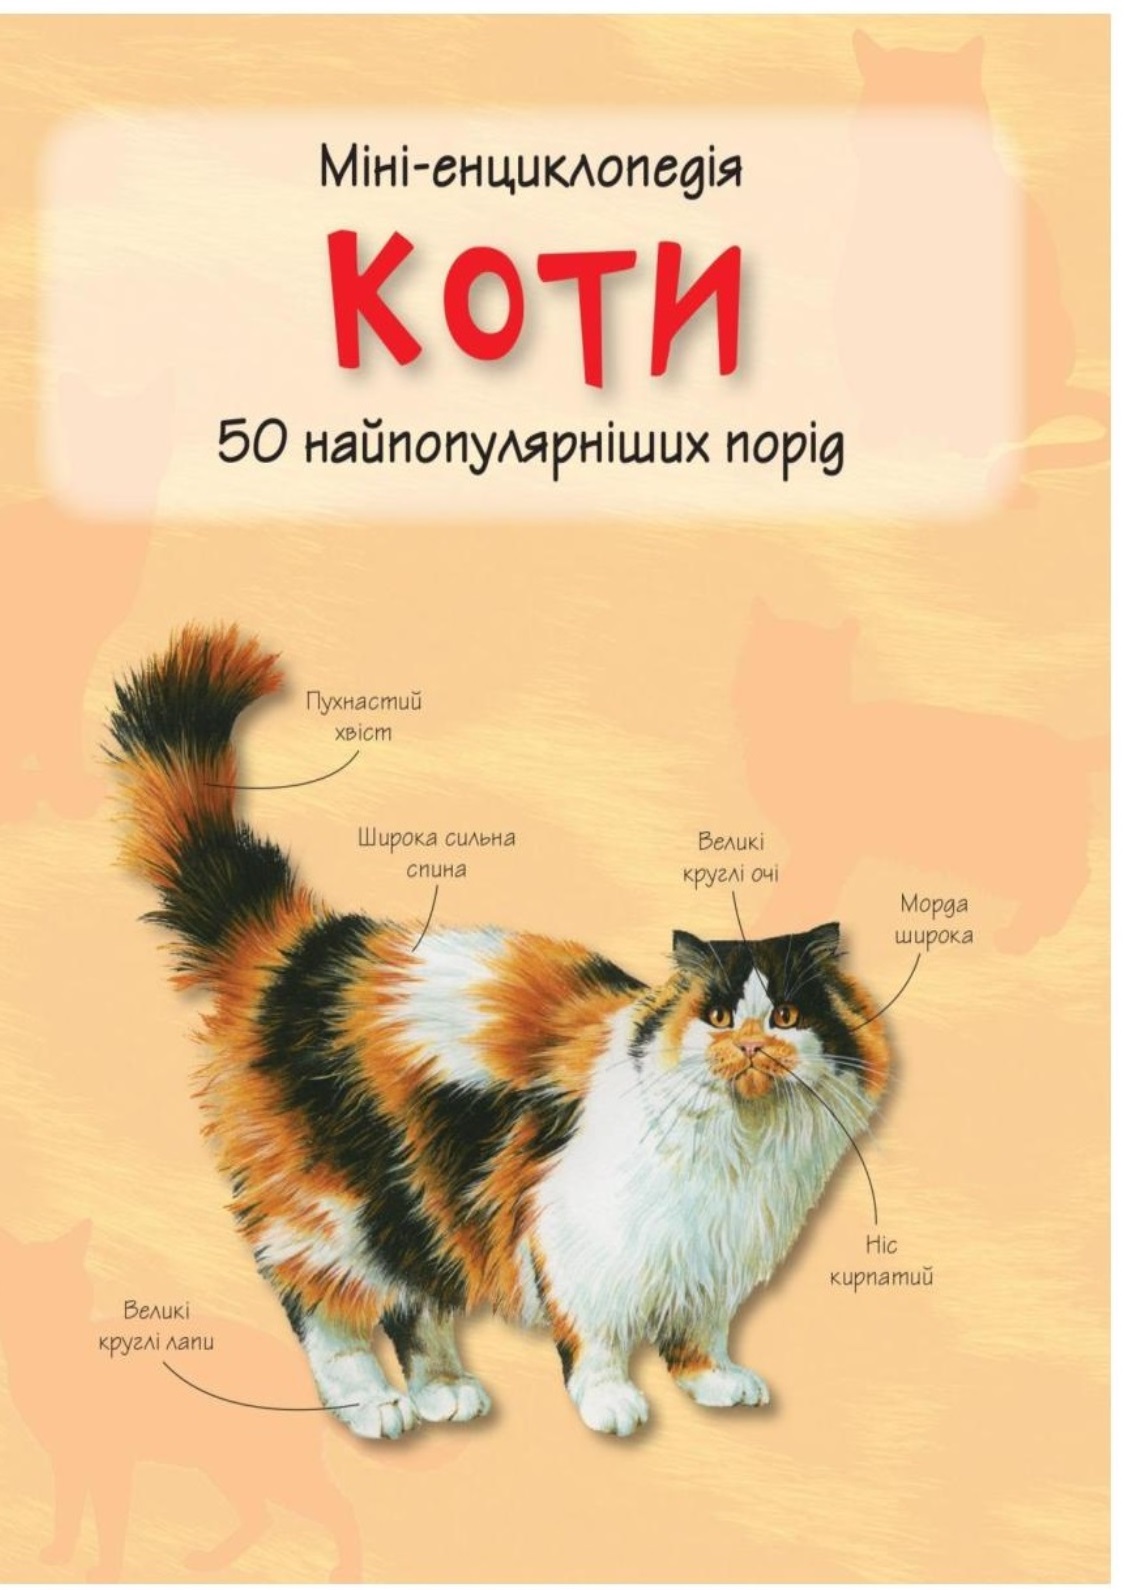 Міні-енциклопедія
КОТИ
50 найпопулярніших порід
Пухнастий
хвіст
Широка сильна
спина
Великі
круглі очі
Морда
широка
Ніс
кирпатий
Великі
круглі лапи